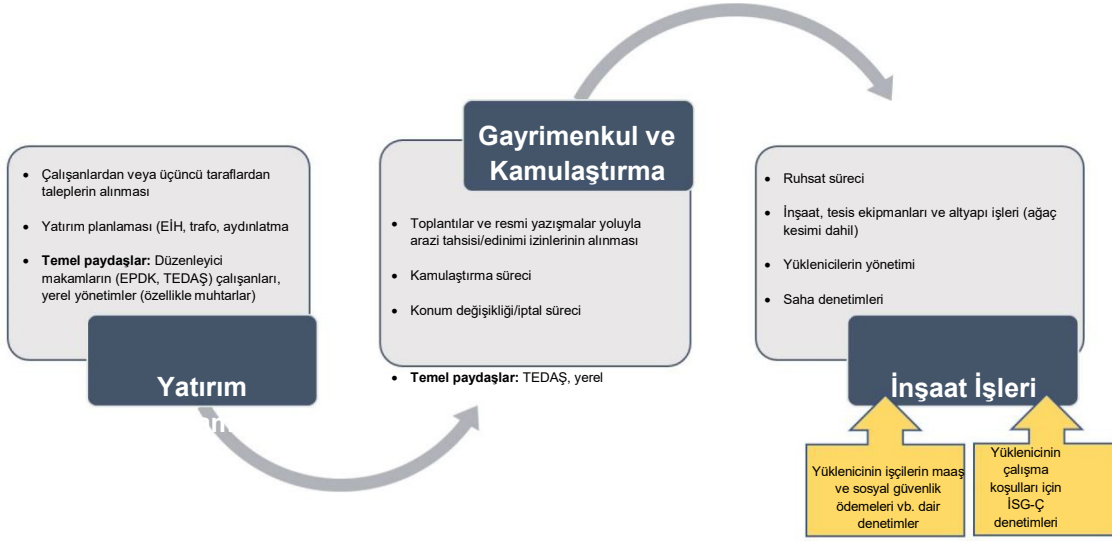 • Çalışanlardan veya üçüncü taraflardan
taleplerin alınması
• Yatırım planlaması (EİH, trafo, aydınlatma
• Temel paydaşlar: Düzenleyici
makamların (EPDK, TEDAŞ) çalışanları,
yerel yönetimler (özellikle muhtarlar)
Yatırım
Gayrimenkul ve
Kamulaştırma
• Toplantılar ve resmi yazışmalar yoluyla
arazi tahsisi/edinimi izinlerinin alınması
• Kamulaştırma süreci
• Konum değişikliği/iptal süreci
• Temel paydaşlar: TEDAŞ, yerel
• Ruhsat süreci
• İnşaat, tesis ekipmanları ve altyapı işleri (ağaç
kesimi dahil)
• Yüklenicilerin yönetimi
• Saha denetimleri
İnşaat İşleri
Yüklenicinin işçilerin maaş
ve sosyal güvenlik
ödemeleri vb. dair
denetimler
Yüklenicinin
çalışma
koşulları için
İSG-Ç
denetimleri